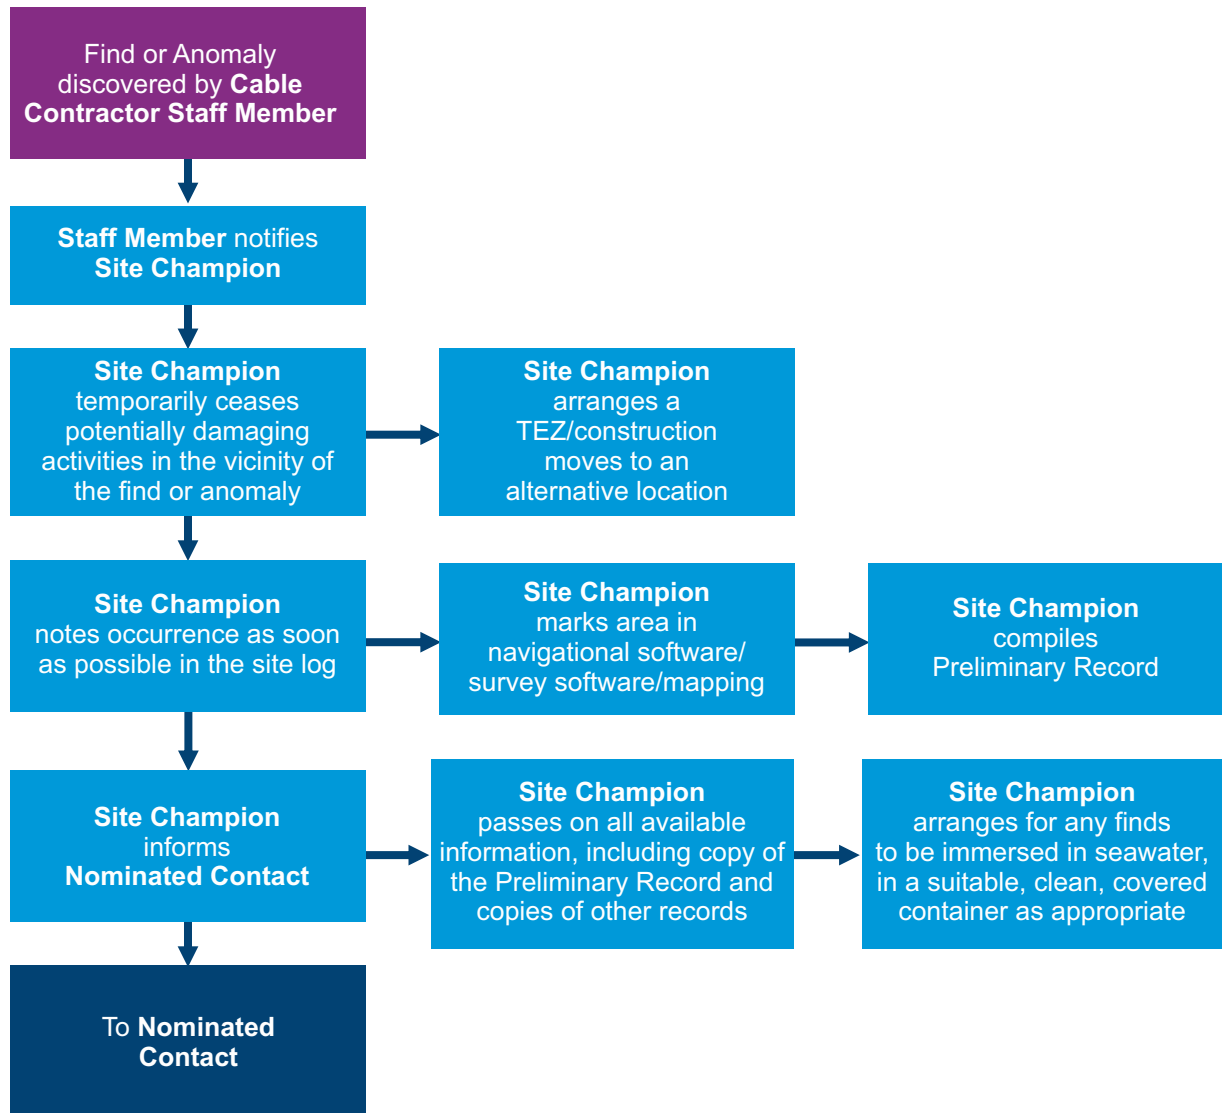 Find or Anomaly
discovered by Cable
Contractor Staff Member
Staff Member notifies
Site Champion
Site Champion
temporarily ceases
potentially damaging
activities in the vicinity of
the find or anomaly
Site Champion
arranges a
TEZ/construction
moves to an
alternative location
Site Champion
notes occurrence as soon
as possible in the site log
Site Champion
marks area in
navigational software/
survey software/mapping
Site Champion
compiles
Preliminary Record
Site Champion
informs
Nominated Contact
Site Champion
passes on all available
information, including copy of
the Preliminary Record and
copies of other records
Site Champion
arranges for any finds
to be immersed in seawater,
in a suitable, clean, covered
container as appropriate
To Nominated
Contact